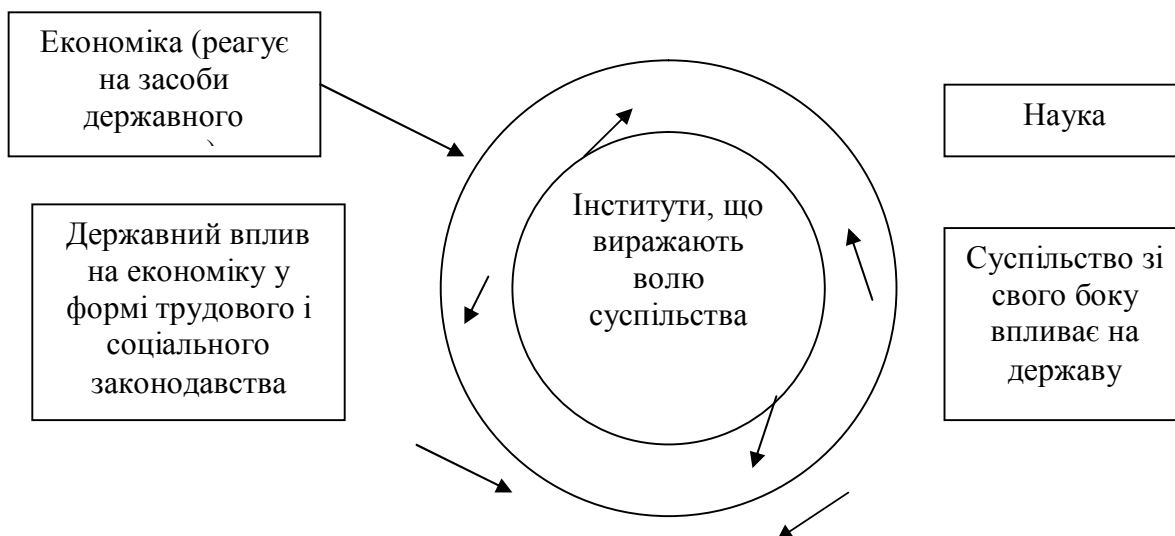 Економіка (реагує
на засоби
державного
Державний вплив
на економіку у
формі трудового і
соціального
законодавства
Інститути, що
виражають
волю
суспільства
Наука
Суспільство зі
свого боку
впливає на
державу